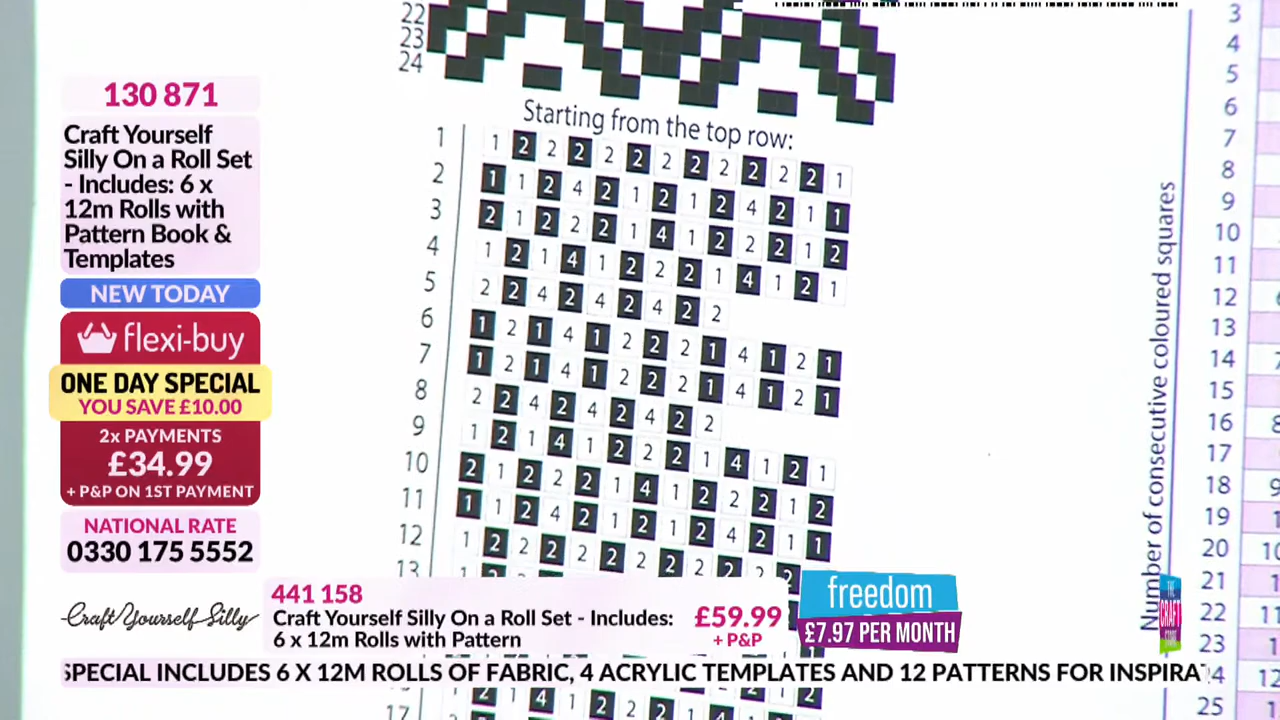 22
23
24
130 871
Craft Yourself
Silly On a Roll Set
- Includes: 6 x
12m Rolls with
Pattern Book &
Templates
NEW TODAY
flexi-buy
ONE DAY SPECIAL
YOU SAVE £10.00
2x PAYMENTS
£34.99
+ P&P ON 1ST PAYMENT
NATIONAL RATE
0330 175 5552
Starting from the top row:
1 1 2 2 2 2 2 2 2 2 2 2 2 1
2 1 1 2 4 2 1 2 1 2 4 2 1 1
3 2 1 2 2 2 1 4 1 2 2 2 1 2
4 1 2 1 4 1 2 2 2 1 4 1 2 1
5 2 2 4 2 4 2 4 2 2
6 1 2 1 4 1 2 2 2 1 4 1 2 1
7 1 2 1 4 1 2 2 2 1 4 1 2 1
8 2 2 4 2 4 2 4 2 2
9 1 2 1 4 1 2 2 2 1 4 1 2 1
10 2 1 2 2 2 1 4 1 2 2 2 1 2
11 1 1 2 4 2 1 2 1 2 4 2 1 1
12 1 2 2 2 2 2 2 2 2
13
17
Number of consecutive coloured squares
3
4
5
6
7
8
9
10
11
12
13
14
15
16
17
18
19
20
21
22
23
24
25
Craft Yourself Silly
441 158
Craft Yourself Silly On a Roll Set - Includes:
6 x 12m Rolls with Pattern
£59.99
+ P&P
freedom
£7.97 PER MONTH
THE
CRAFT
SPECIAL INCLUDES 6 X 12M ROLLS OF FABRIC, 4 ACRYLIC TEMPLATES AND 12 PATTERNS FOR